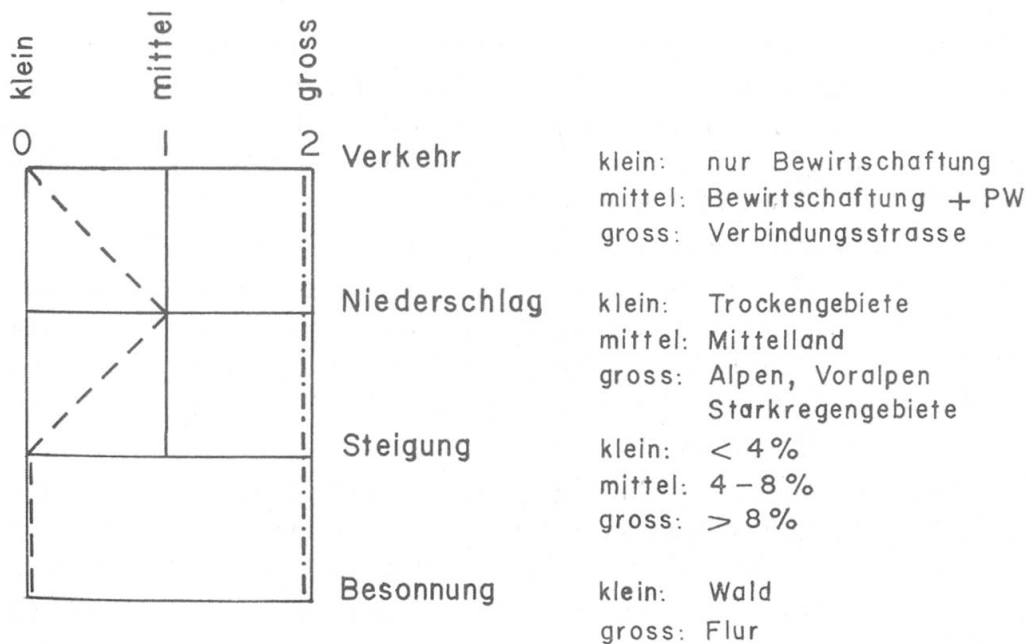 klein mittel gross
0 1 2
Verkehr klein: nur Bewirtschaftung
mittel: Bewirtschaftung + PW
gross: Verbindungsstrasse
Niederschlag klein: Trockengebiete
mittel: Mittelland
gross: Alpen, Voralpen
Starkregengebiete
Steigung klein: < 4%
mittel: 4-8%
gross: > 8%
Besonnung klein: Wald
gross: Flur